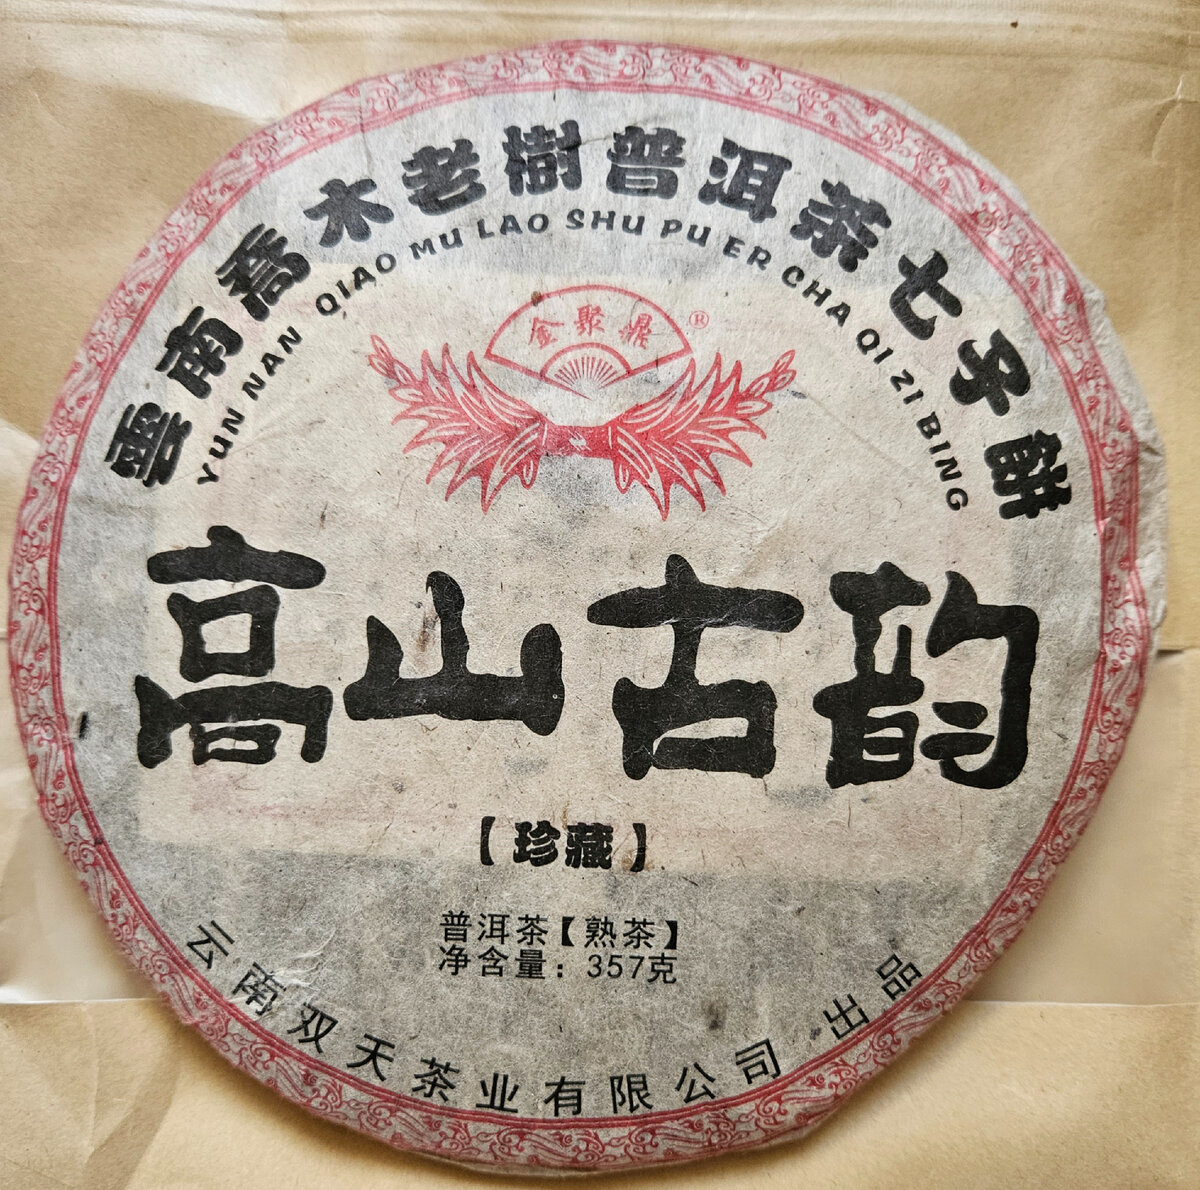 雲南喬木老樹普洱茶七子餅
YUN NAN QIAO MU LAO SHU PU ER CHA QI ZI BING
金聚鼎®
高山古韵
【珍藏】
普洱茶【熟茶】
净含量：357克
云南双天茶业有限公司 出品